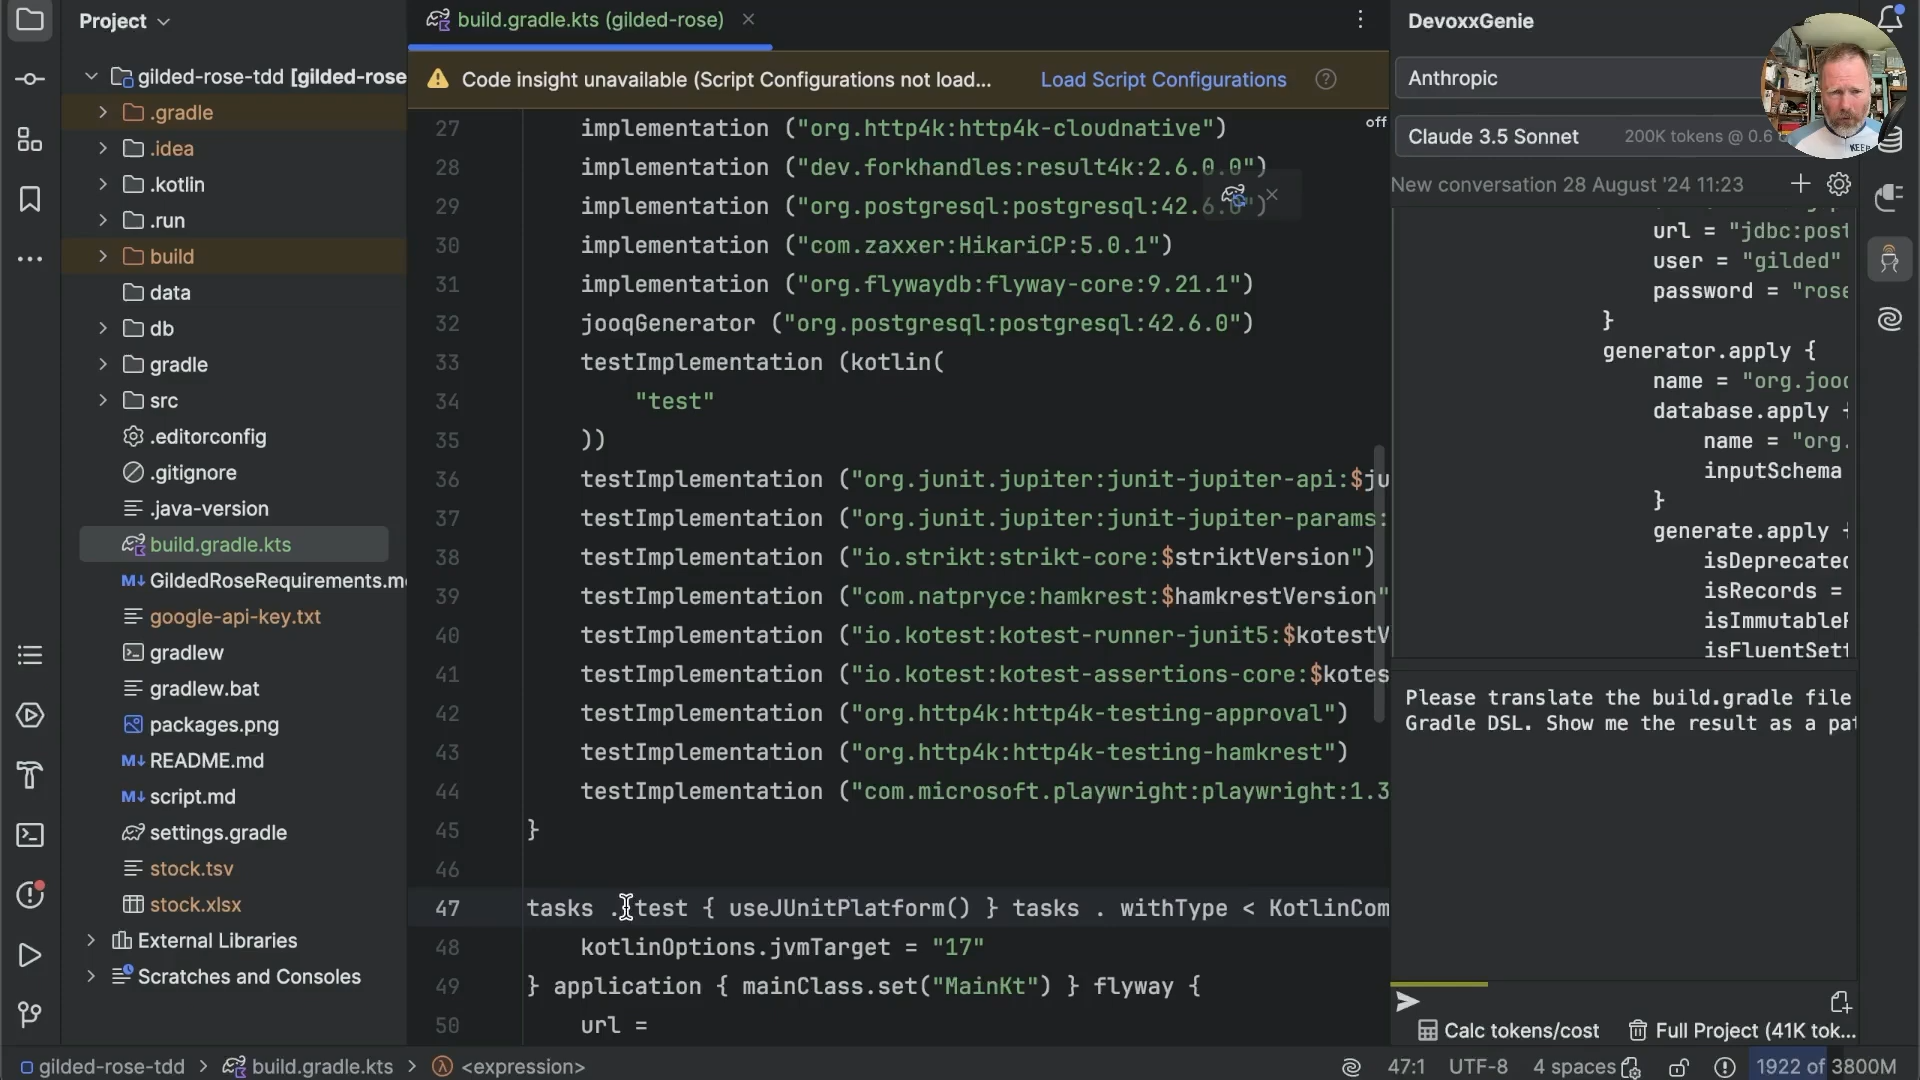 Project
gilded-rose-tdd [gilded-rose
.gradle
.idea
.kotlin
.run
build
data
db
gradle
src
.editorconfig
.gitignore
.java-version
build.gradle.kts
GildedRoseRequirements.m
google-api-key.txt
gradlew
gradlew.bat
packages.png
README.md
script.md
settings.gradle
stock.tsv
stock.xlsx
External Libraries
Scratches and Consoles
build.gradle.kts (gilded-rose)
Code insight unavailable (Script Configurations not load... Load Script Configurations
off
27 implementation ("org.http4k:http4k-cloudnative")
28 implementation ("dev.forkhandles:result4k:2.6.0.0")
29 implementation ("org.postgresql:postgresql:42.6.0")
30 implementation ("com.zaxxer:HikariCP:5.0.1")
31 implementation ("org.flywaydb:flyway-core:9.21.1")
32 jooqGenerator ("org.postgresql:postgresql:42.6.0")
33 testImplementation (kotlin(
34 "test"
35 ))
36 testImplementation ("org.junit.jupiter:junit-jupiter-api:$ju
37 testImplementation ("org.junit.jupiter:junit-jupiter-params:
38 testImplementation ("io.strikt:strikt-core:$striktVersion")
39 testImplementation ("com.natpryce:hamkrest:$hamkrestVersion"
40 testImplementation ("io.kotest:kotest-runner-junit5:$kotestV
41 testImplementation ("io.kotest:kotest-assertions-core:$kotes
42 testImplementation ("org.http4k:http4k-testing-approval")
43 testImplementation ("org.http4k:http4k-testing-hamkrest")
44 testImplementation ("com.microsoft.playwright:playwright:1.3
45 }
46
47 tasks . test { useJUnitPlatform() } tasks . withType < KotlinCom
48 kotlinOptions.jvmTarget = "17"
49 } application { mainClass.set("MainKt") } flyway {
50 url =
DevoxxGenie
Anthropic
Claude 3.5 Sonnet 200K tokens @ 0.6
KEEP
New conversation 28 August '24 11:23
url = "jdbc:post
user = "gilded"
password = "rose
}
generator.apply {
name = "org.jooq
database.apply {
name = "org.
inputSchema
}
generate.apply {
isDeprecated
isRecords =
isImmutableP
isFluentSett
Please translate the build.gradle file
Gradle DSL. Show me the result as a pat
Calc tokens/cost Full Project (41K tok...
gilded-rose-tdd > build.gradle.kts > <expression> 47:1 UTF-8 4 spaces 1922 of 3800M